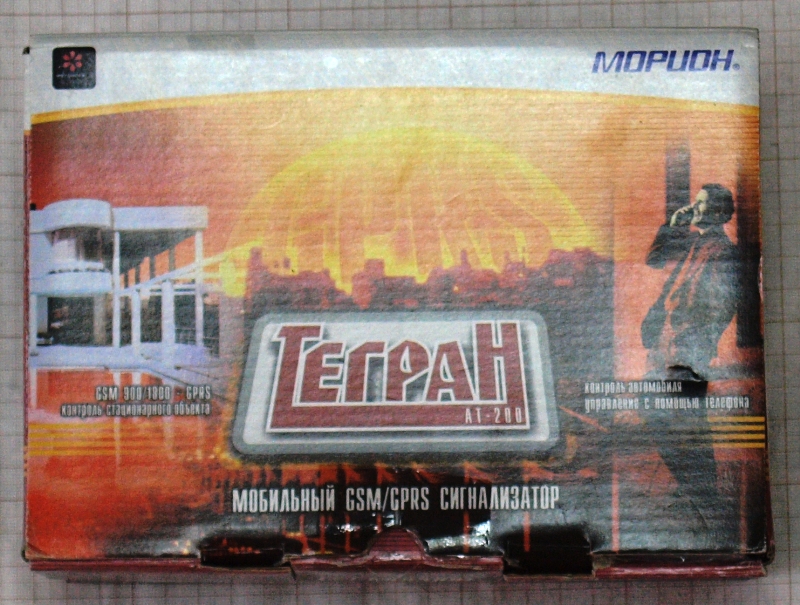 МОРИОН
ТЕГРАН
AT-200
GSM 900/1800 - GPRS
контроль стационарного объекта
контроль автомобиля
управление с помощью телефона
МОБИЛЬНЫЙ GSM/GPRS СИГНАЛИЗАТОР